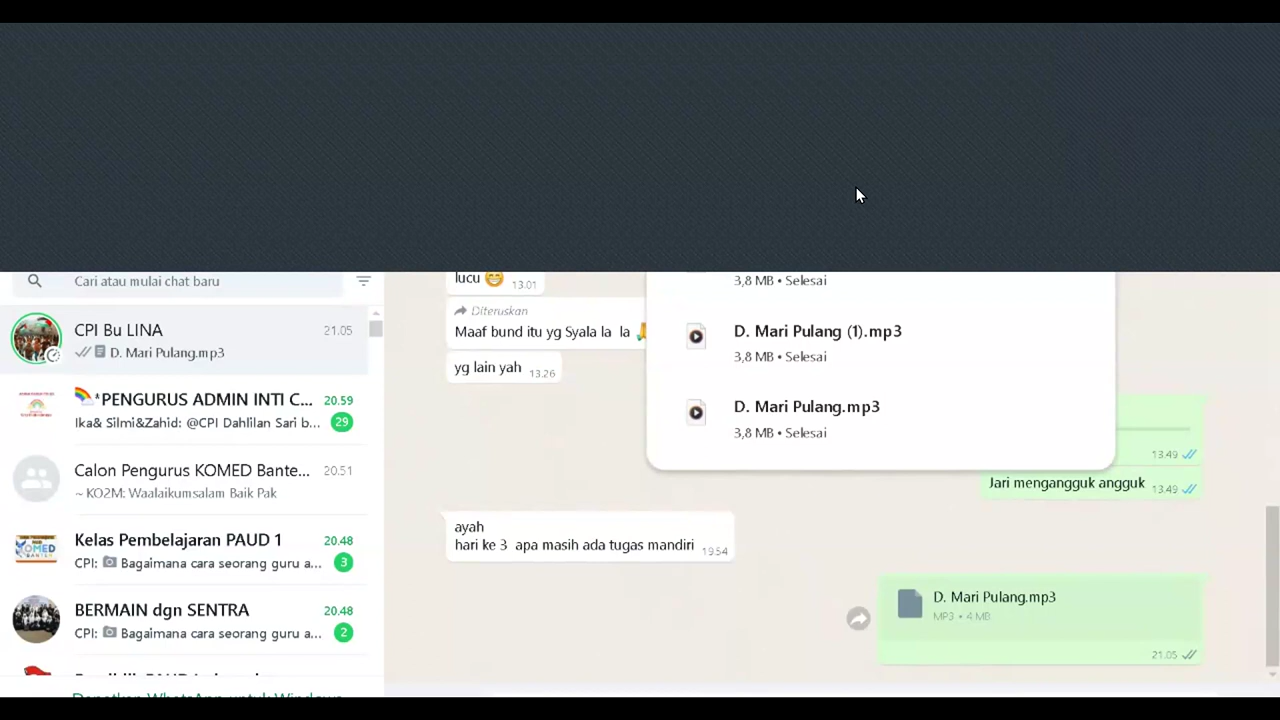 Cari atau mulai chat baru
CPI Bu LINA
21.05
D. Mari Pulang.mp3
*PENGURUS ADMIN INTI C...
20.59
Ika& Silmi&Zahid: @CPI Dahlilan Sari b...
29
Calon Pengurus KOMED Bante...
20.51
~ KO2M: Waalaikumsalam Baik Pak
Kelas Pembelajaran PAUD 1
20.48
CPI: Bagaimana cara seorang guru a...
3
BERMAIN dgn SENTRA
20.48
CPI: Bagaimana cara seorang guru a...
2
lucu 😁
13.01
Diteruskan
Maaf bund itu yg Syala la la
yg lain yah
13.26
3,8 MB • Selesai
D. Mari Pulang (1).mp3
3,8 MB • Selesai
D. Mari Pulang.mp3
3,8 MB • Selesai
13.49
Jari mengangguk angguk
13.49
ayah
hari ke 3 apa masih ada tugas mandiri
19.54
D. Mari Pulang.mp3
MP3 • 4 MB
21.05